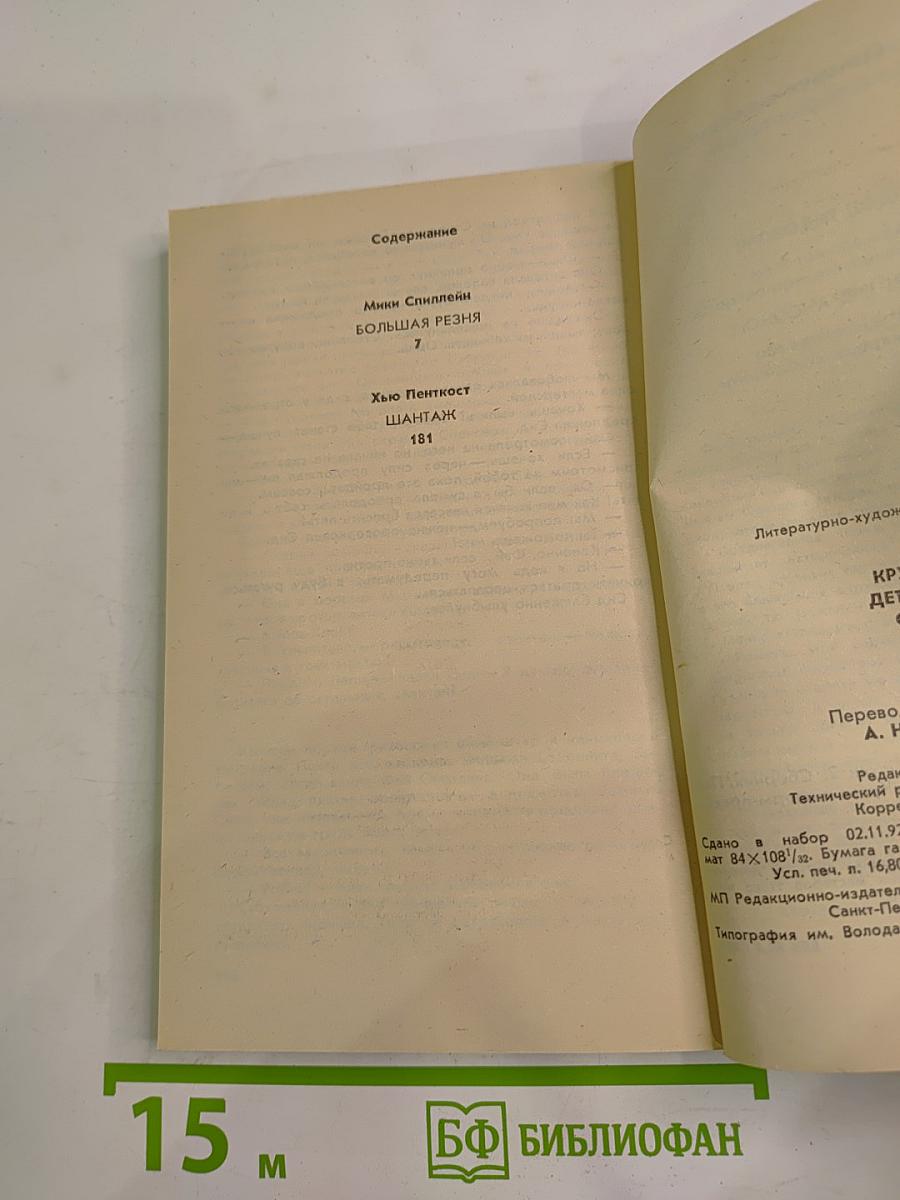 Содержание
Мики Спиллейн
БОЛЬШАЯ РЕЗНЯ
7
Хью Пенткост
ШАНТАЖ
181
Литературно-худож
КРУ
ДЕТ
Перево
А. Н
Редак
Технический р
Корре
Сдано в набор 02.11.92
мат 84×108¹/₃₂. Бумага га
Усл. печ. л. 16,80
МП Редакционно-издател
Санкт-Пе
Типография им. Волода
15 м
БФ БИБЛИОФАН